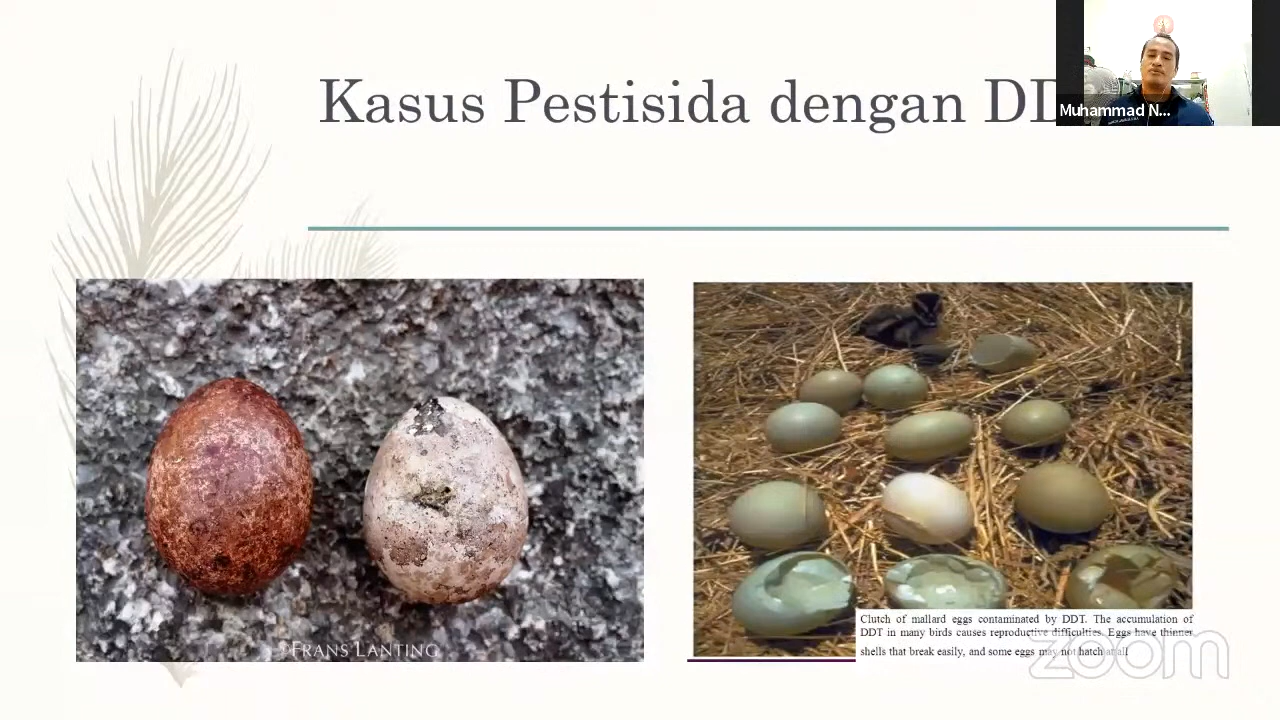 Kasus Pestisida dengan DD
Muhammad N...
©FRANS LANTING
Clutch of mallard eggs contaminated by DDT. The accumulation of
DDT in many birds causes reproductive difficulties. Eggs have thinner
shells that break easily, and some eggs may not hatch at all
zoom